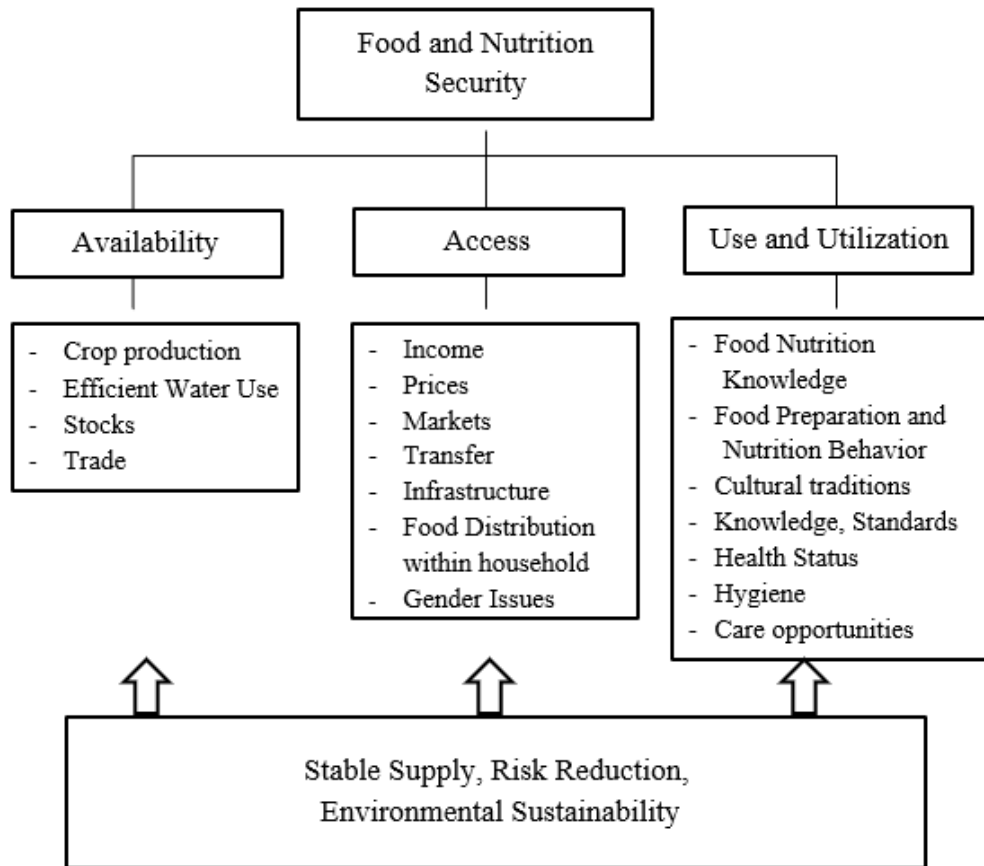 Food and Nutrition
Security
Availability
Access
Use and Utilization
- Crop production
- Efficient Water Use
- Stocks
- Trade
- Income
- Prices
- Markets
- Transfer
- Infrastructure
- Food Distribution
within household
- Gender Issues
- Food Nutrition
Knowledge
- Food Preparation and
Nutrition Behavior
- Cultural traditions
- Knowledge, Standards
- Health Status
- Hygiene
- Care opportunities
Stable Supply, Risk Reduction,
Environmental Sustainability